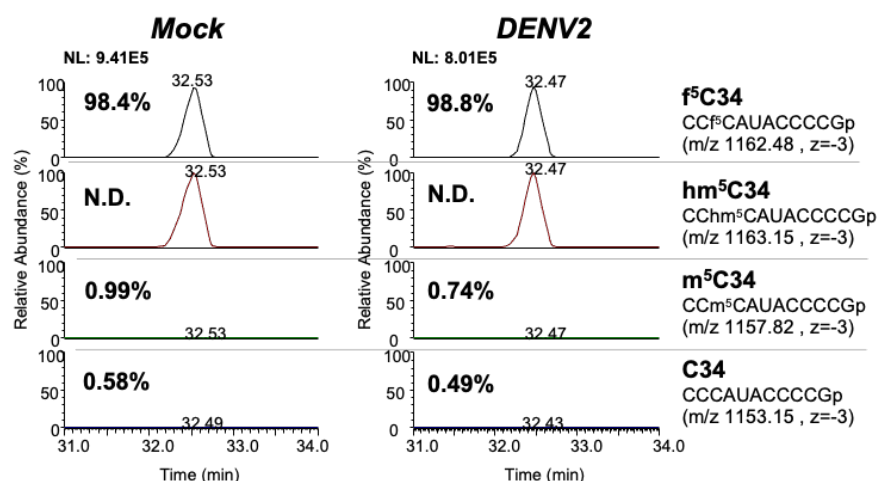 Mock
DENV2
NL: 9.41E5
NL: 8.01E5
Relative Abundance (%)
Relative Abundance (%)
100
50
0
98.4%
32.53
100
50
0
98.8%
32.47
f⁵C34
CCf⁵CAUACCCCGp
(m/z 1162.48 , z=-3)
100
50
0
N.D.
32.53
100
50
0
N.D.
32.47
hm⁵C34
CChm⁵CAUACCCCGp
(m/z 1163.15 , z=-3)
100
50
0
0.99%
32.53
100
50
0
0.74%
32.47
m⁵C34
CCm⁵CAUACCCCGp
(m/z 1157.82 , z=-3)
100
50
0
0.58%
32.49
100
50
0
0.49%
32.43
C34
CCCAUACCCCGp
(m/z 1153.15 , z=-3)
31.0 32.0 33.0 34.0
31.0 32.0 33.0 34.0
Time (min)
Time (min)